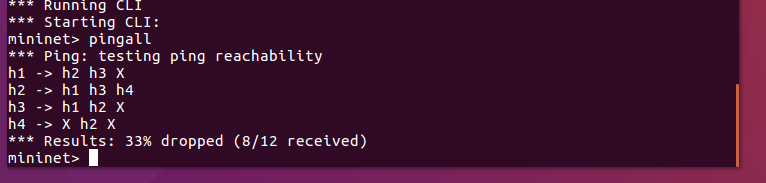 *** Running CLI
*** Starting CLI:
mininet> pingall
*** Ping: testing ping reachability
h1 -> h2 h3 X
h2 -> h1 h3 h4
h3 -> h1 h2 X
h4 -> X h2 X
*** Results: 33% dropped (8/12 received)
mininet>